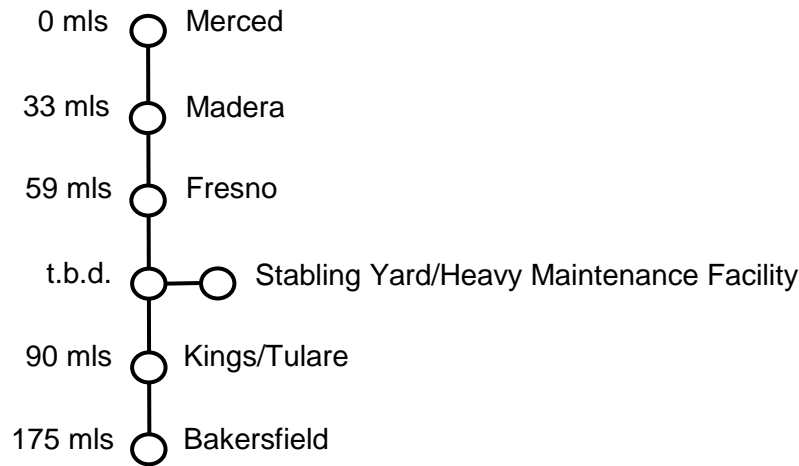 0 mls Merced
33 mls Madera
59 mls Fresno
t.b.d. Stabling Yard/Heavy Maintenance Facility
90 mls Kings/Tulare
175 mls Bakersfield